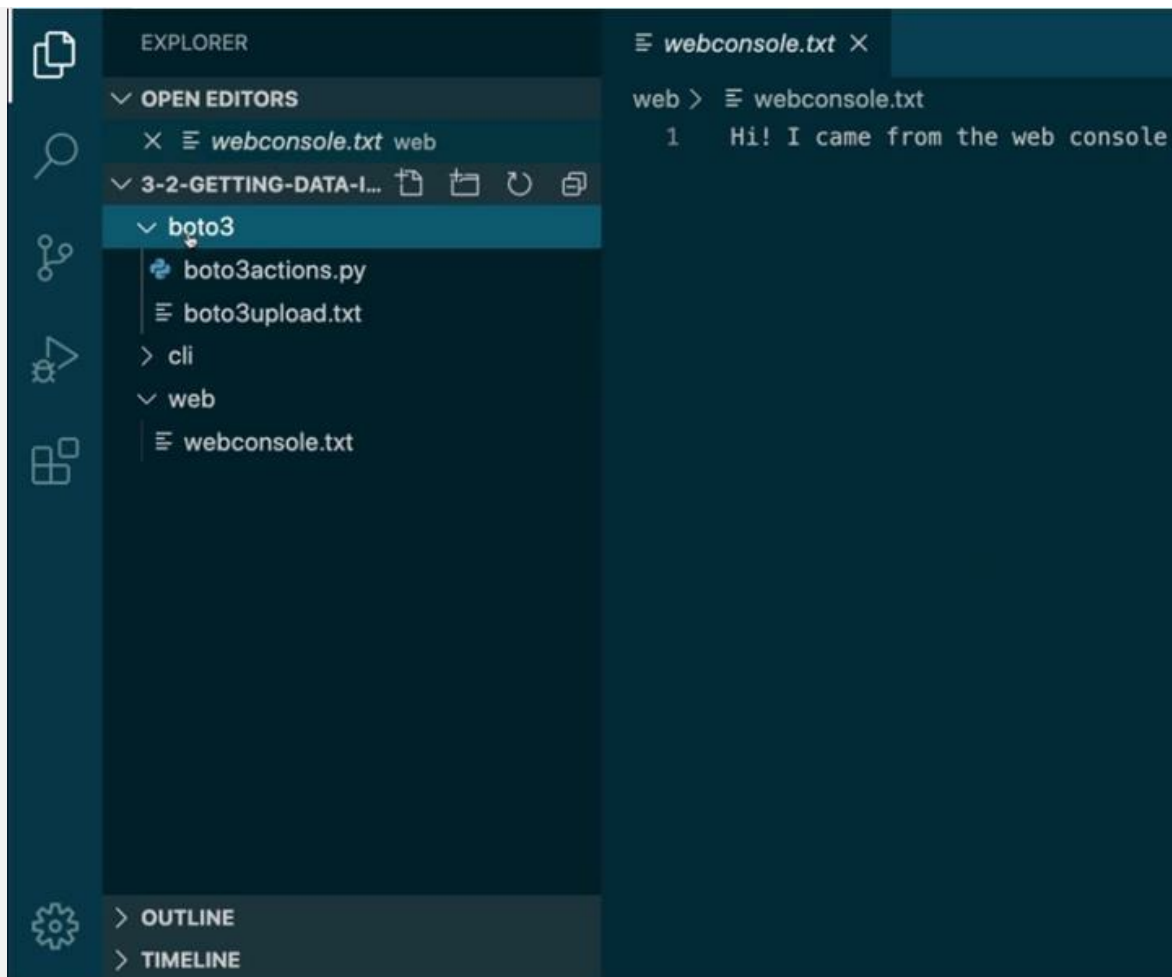 EXPLORER
OPEN EDITORS
webconsole.txt web
3-2-GETTING-DATA-I...
boto3
boto3actions.py
boto3upload.txt
cli
web
webconsole.txt
OUTLINE
TIMELINE
webconsole.txt
web > webconsole.txt
1 Hi! I came from the web console